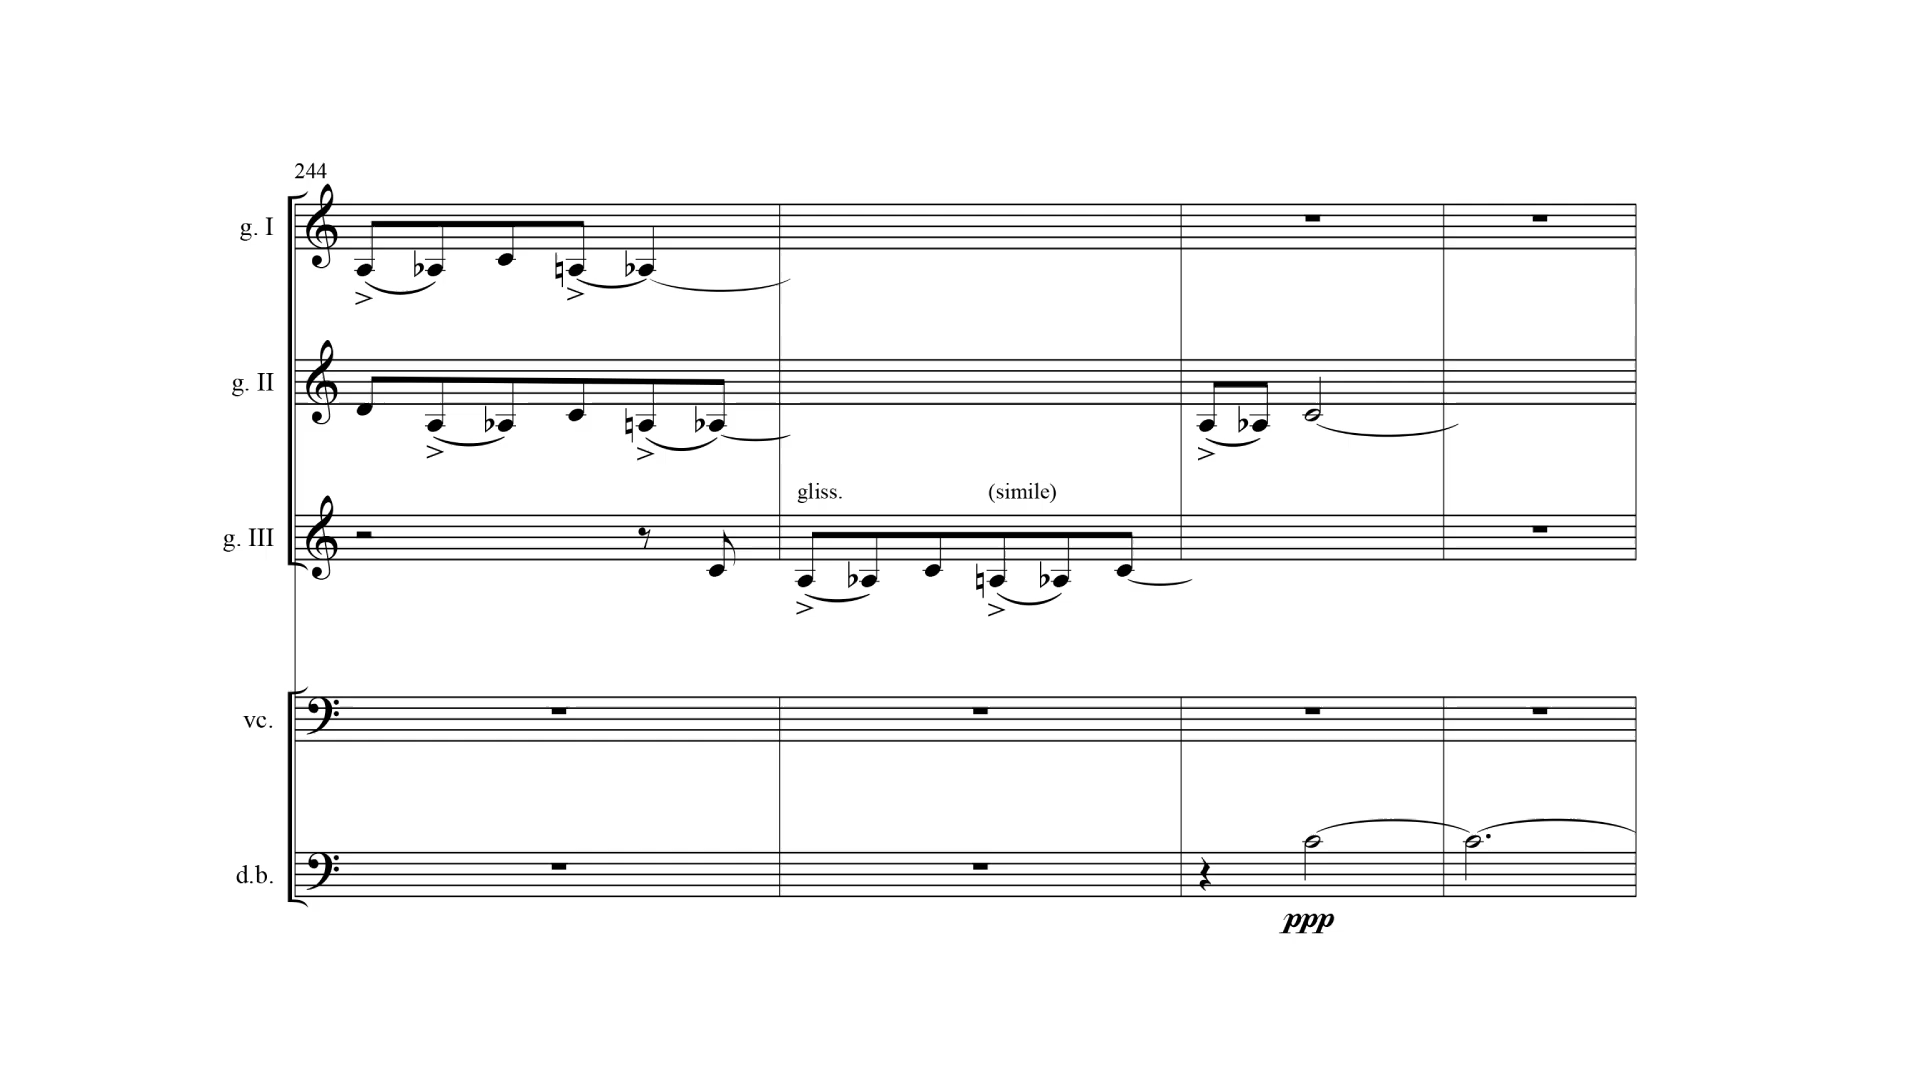 244
g. I
g. II
gliss. (simile)
g. III
vc.
d.b.
ppp